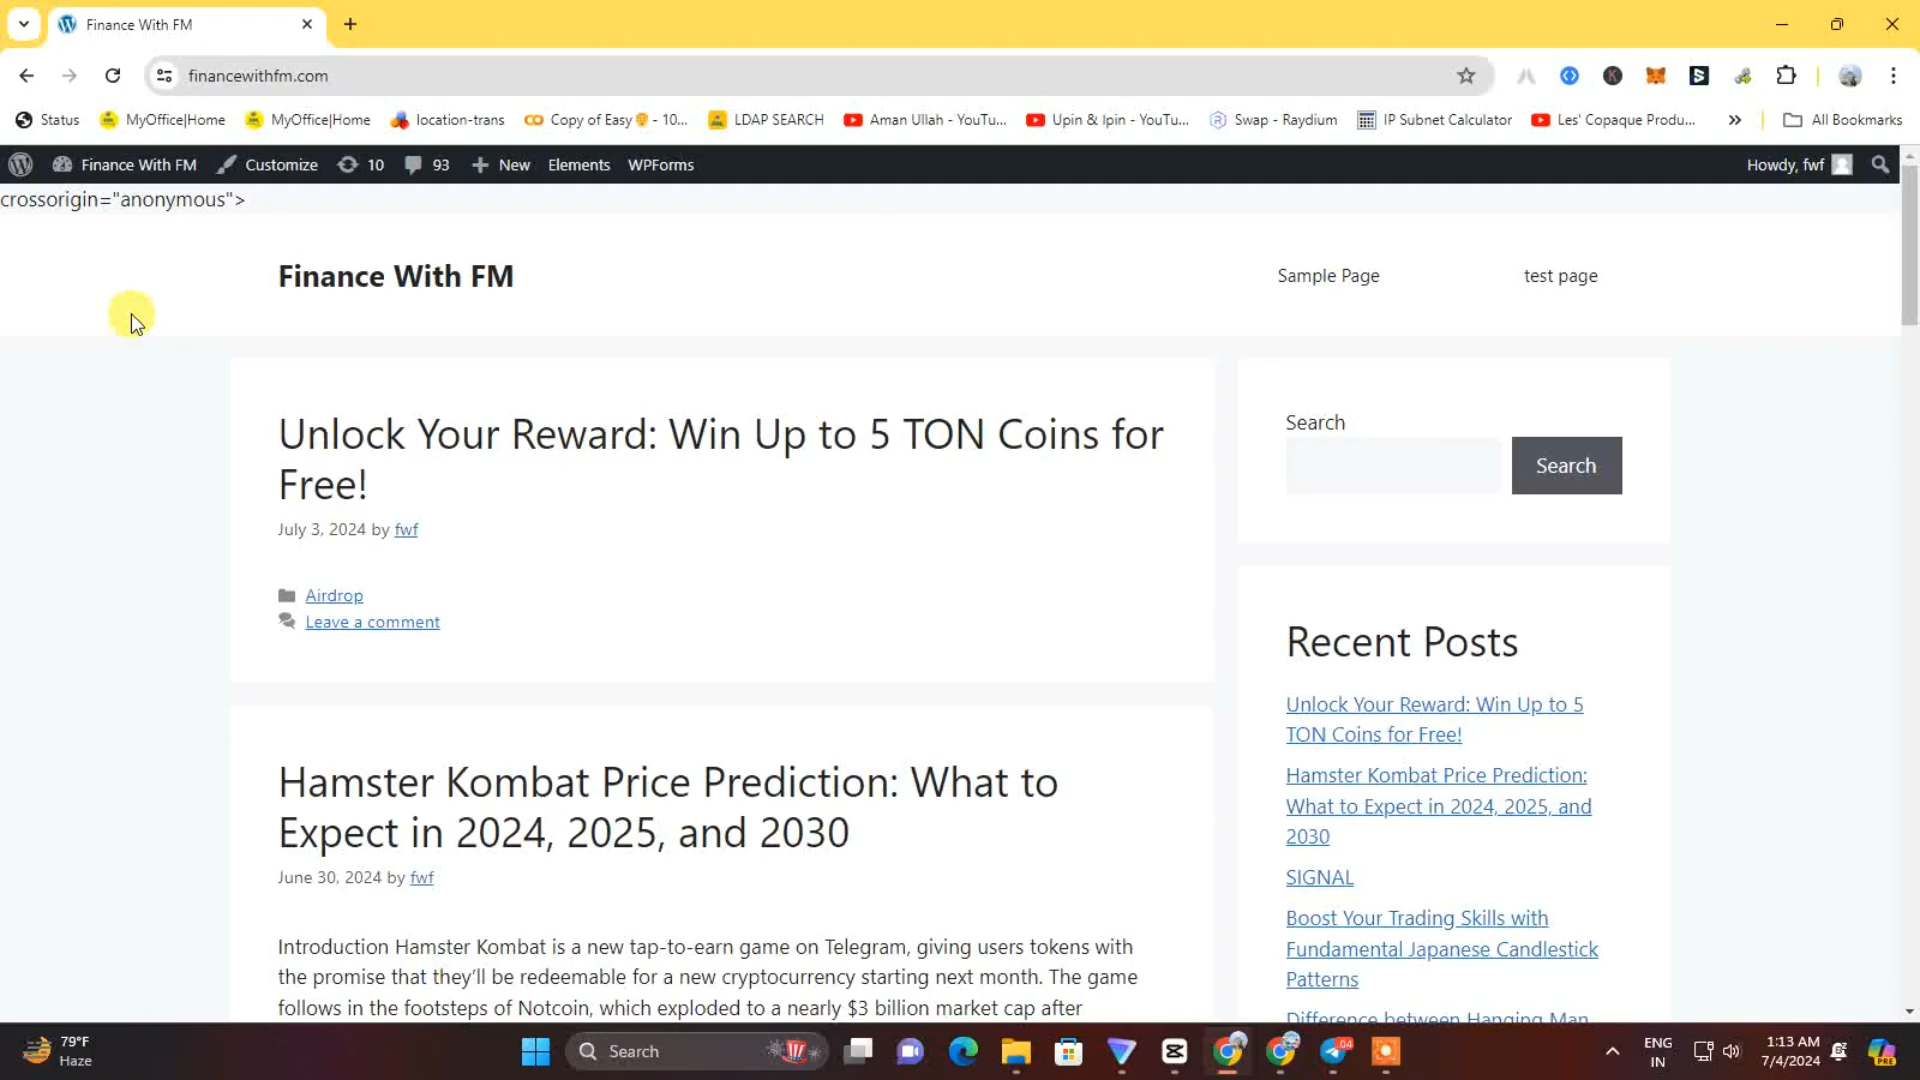 Finance With FM
financewithfm.com
Status MyOffice|Home MyOffice|Home location-trans Copy of Easy - 10... LDAP SEARCH Aman Ullah - YouTu... Upin & Ipin - YouTu... Swap - Raydium IP Subnet Calculator Les' Copaque Produ... All Bookmarks
Finance With FM Customize 10 93 New Elements WPForms Howdy, fwf
crossorigin="anonymous">
Finance With FM
Sample Page test page
Unlock Your Reward: Win Up to 5 TON Coins for
Free!
July 3, 2024 by fwf
Airdrop
Leave a comment
Hamster Kombat Price Prediction: What to
Expect in 2024, 2025, and 2030
June 30, 2024 by fwf
Introduction Hamster Kombat is a new tap-to-earn game on Telegram, giving users tokens with
the promise that they'll be redeemable for a new cryptocurrency starting next month. The game
follows in the footsteps of Notcoin, which exploded to a nearly $3 billion market cap after
Search
Search
Recent Posts
Unlock Your Reward: Win Up to 5
TON Coins for Free!
Hamster Kombat Price Prediction:
What to Expect in 2024, 2025, and
2030
SIGNAL
Boost Your Trading Skills with
Fundamental Japanese Candlestick
Patterns
Difference between Hanging Man
79°F
Haze
Search
04
ENG
IN
1:13 AM
7/4/2024
PRE